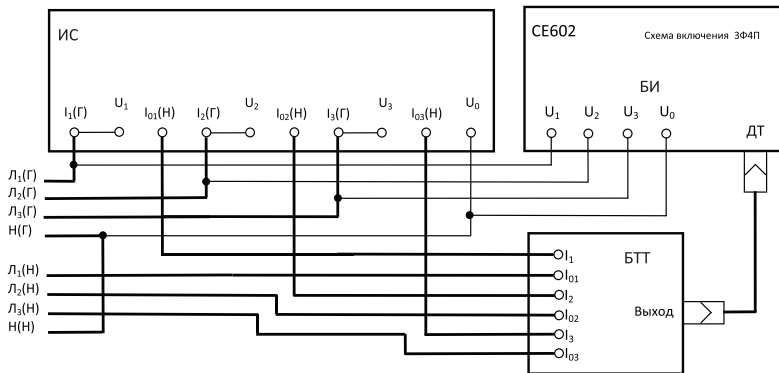 ИС
I₁(Г) U₁ I₀₁(Н) I₂(Г) U₂ I₀₂(Н) I₃(Г) U₃ I₀₃(Н) U₀
CE602 Схема включения 3Ф4П
БИ
U₁ U₂ U₃ U₀
ДТ
Л₁(Г)
Л₂(Г)
Л₃(Г)
Н(Г)
Л₁(Н)
Л₂(Н)
Л₃(Н)
Н(Н)
БТТ
I₁
I₀₁
I₂
I₀₂
I₃
I₀₃
Выход